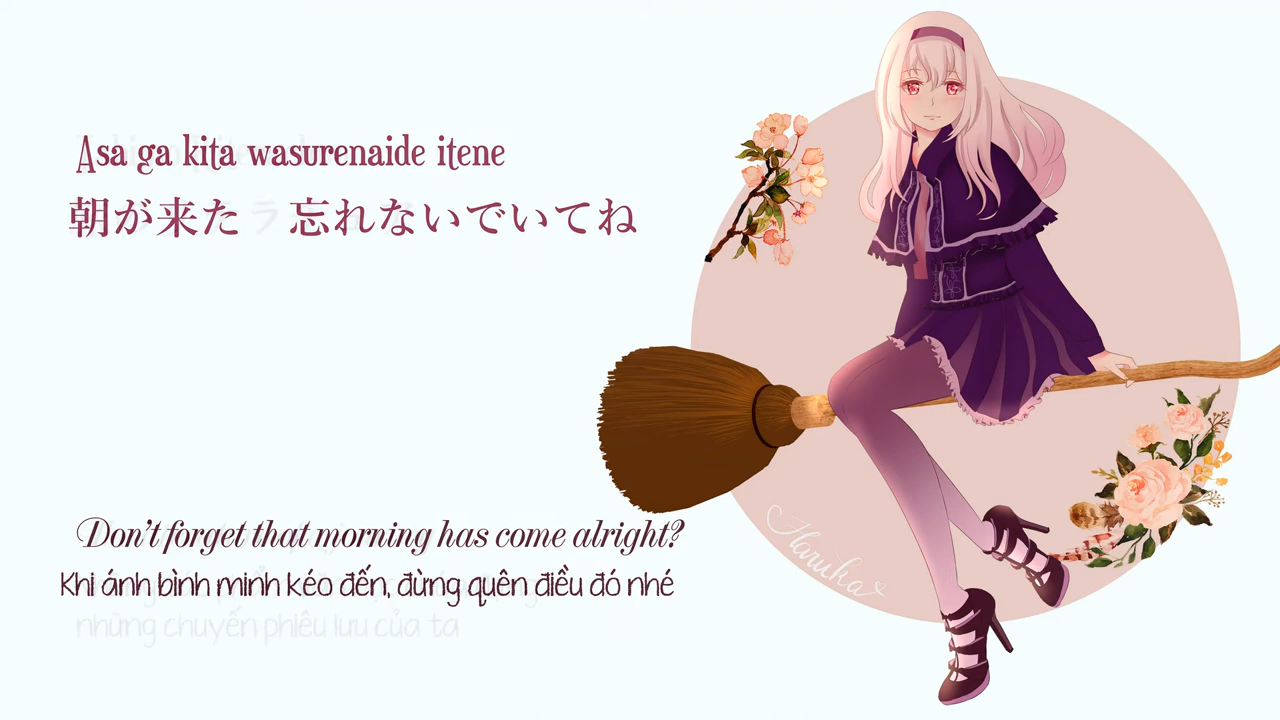 Asa ga kita wasurenaide itene
朝が来た 忘れないでいてね
Don't forget that morning has come alright?
Khi ánh bình minh kéo đến, đừng quên điều đó nhé
những chuyến phiêu lưu của ta
Haruka